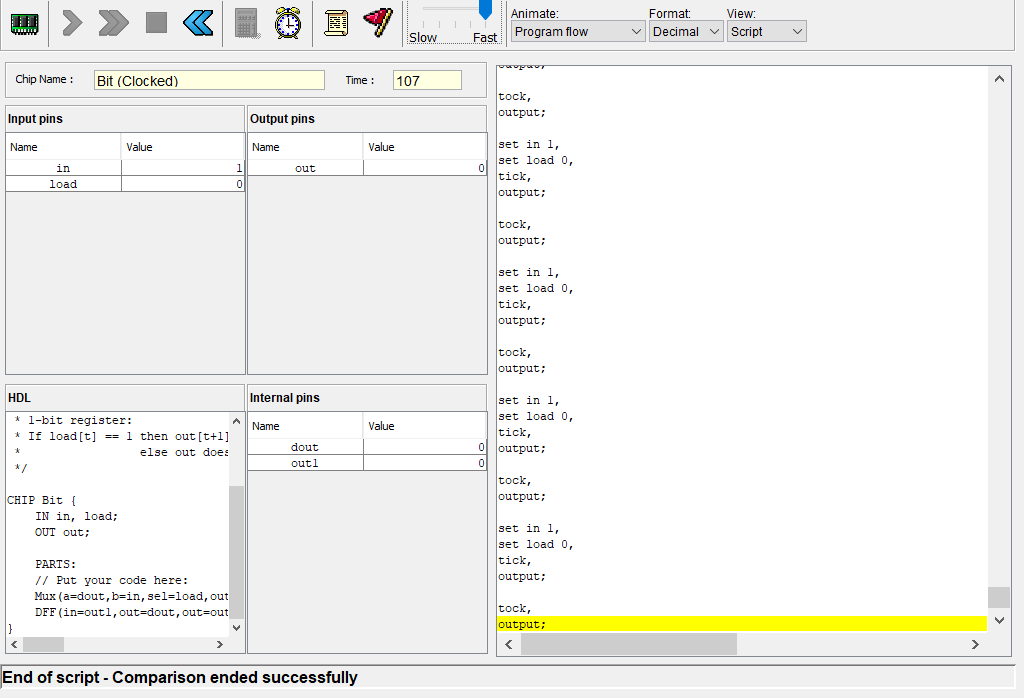 Slow Fast
Animate: Format: View:
Program flow Decimal Script
Chip Name : Bit (Clocked) Time : 107
Input pins
Name Value
in 1
load 0
Output pins
Name Value
out 0
HDL
* 1-bit register:
* If load[t] == 1 then out[t+1]
* else out does
*/
CHIP Bit {
IN in, load;
OUT out;
PARTS:
// Put your code here:
Mux(a=dout,b=in,sel=load,out
DFF(in=out1,out=dout,out=out
}
Internal pins
Name Value
dout 0
out1 0
output;
tock,
output;
set in 1,
set load 0,
tick,
output;
tock,
output;
set in 1,
set load 0,
tick,
output;
tock,
output;
set in 1,
set load 0,
tick,
output;
tock,
output;
set in 1,
set load 0,
tick,
output;
tock,
output;
End of script - Comparison ended successfully